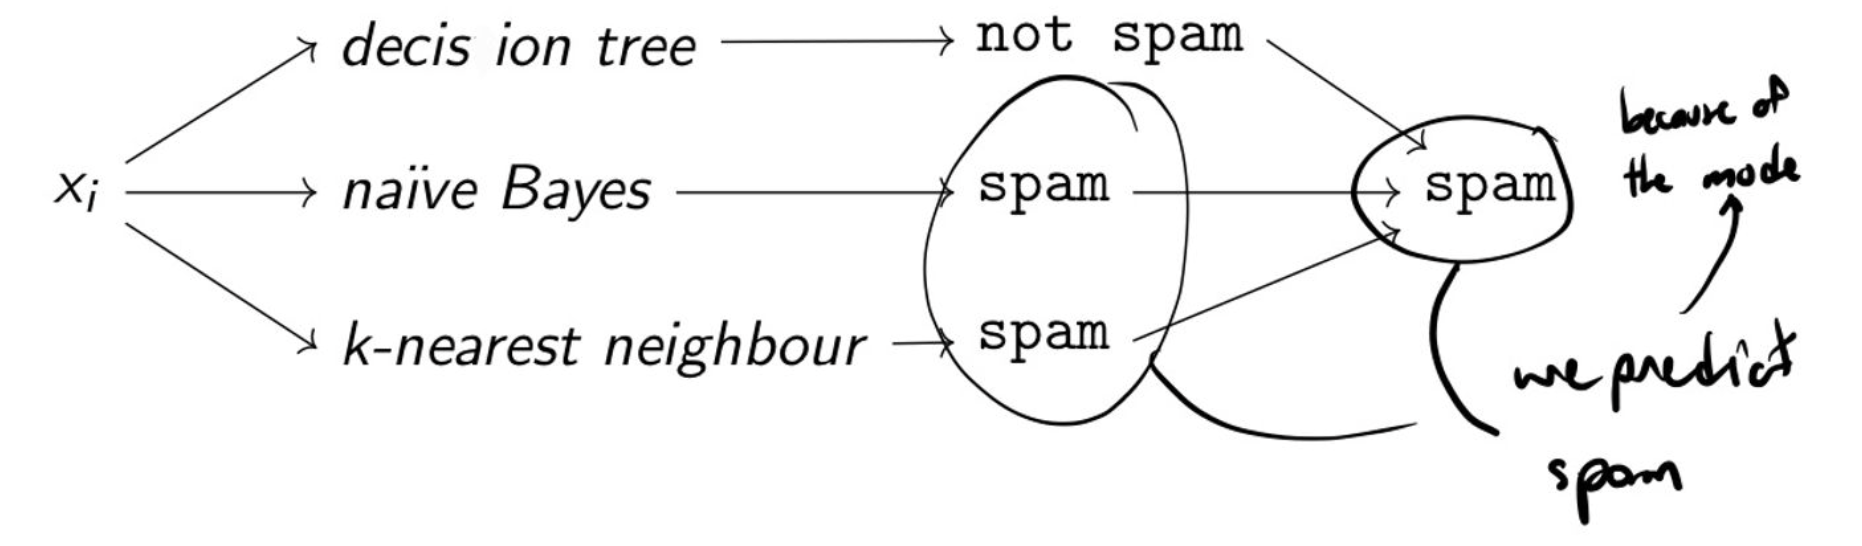 decis ion tree not spam
because of
the mode
x_i naïve Bayes spam spam
k-nearest neighbour spam
we predict
spam